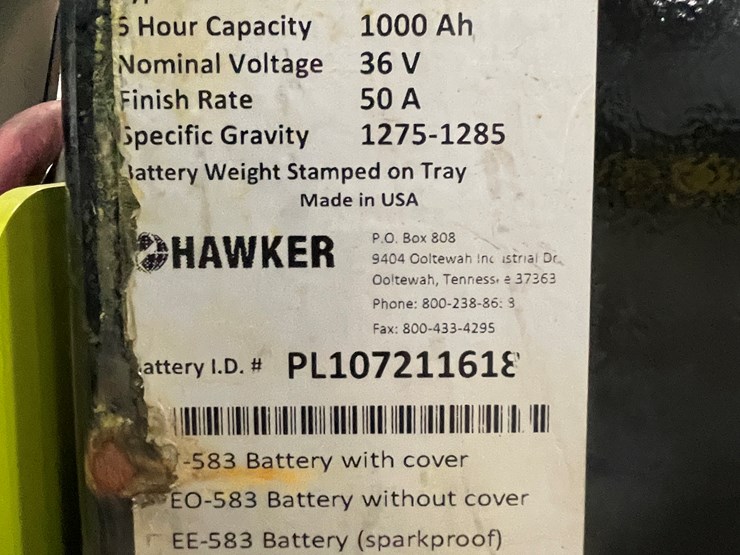 5 Hour Capacity 1000 Ah
Nominal Voltage 36 V
Finish Rate 50 A
Specific Gravity 1275-1285
Battery Weight Stamped on Tray
Made in USA
HAWKER
P.O. Box 808
9404 Ooltewah Industrial Dr.
Ooltewah, Tennessee 37363
Phone: 800-238-86
Fax: 800-433-4295
Battery I.D. # PL107211618
-583 Battery with cover
EO-583 Battery without cover
EE-583 Battery (sparkproof)